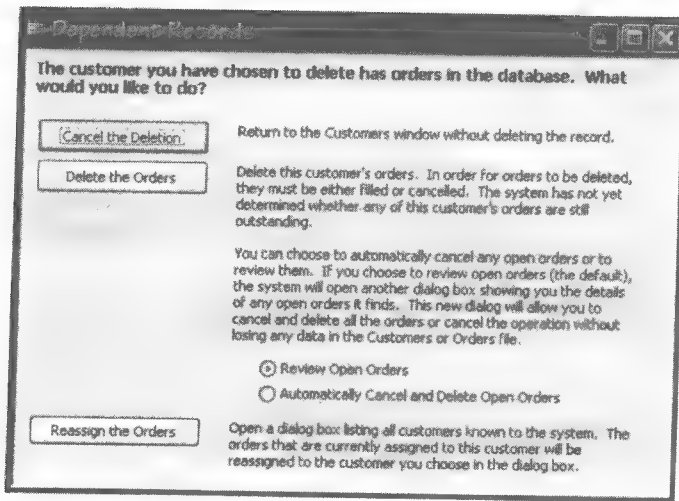 Dependent Records
The customer you have chosen to delete has orders in the database. What
would you like to do?
Cancel the Deletion
Return to the Customers window without deleting the record.
Delete the Orders
Delete this customer's orders. In order for orders to be deleted,
they must be either filled or cancelled. The system has not yet
determined whether any of this customer's orders are still
outstanding.
You can choose to automatically cancel any open orders or to
review them. If you choose to review open orders (the default),
the system will open another dialog box showing you the details
of any open orders it finds. This new dialog will allow you to
cancel and delete all the orders or cancel the operation without
losing any data in the Customers or Orders file.
Review Open Orders
Automatically Cancel and Delete Open Orders
Reassign the Orders
Open a dialog box listing all customers known to the system. The
orders that are currently assigned to this customer will be
reassigned to the customer you choose in the dialog box.